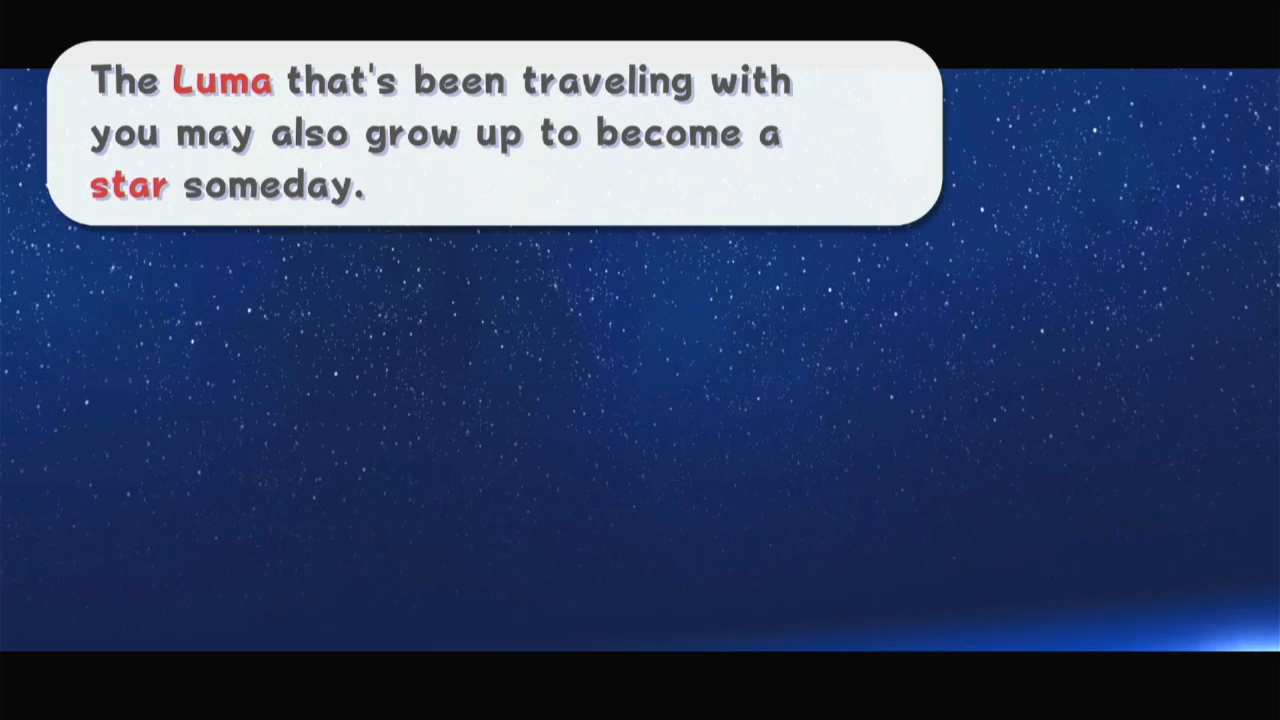 The Luma that's been traveling with
you may also grow up to become a
star someday.